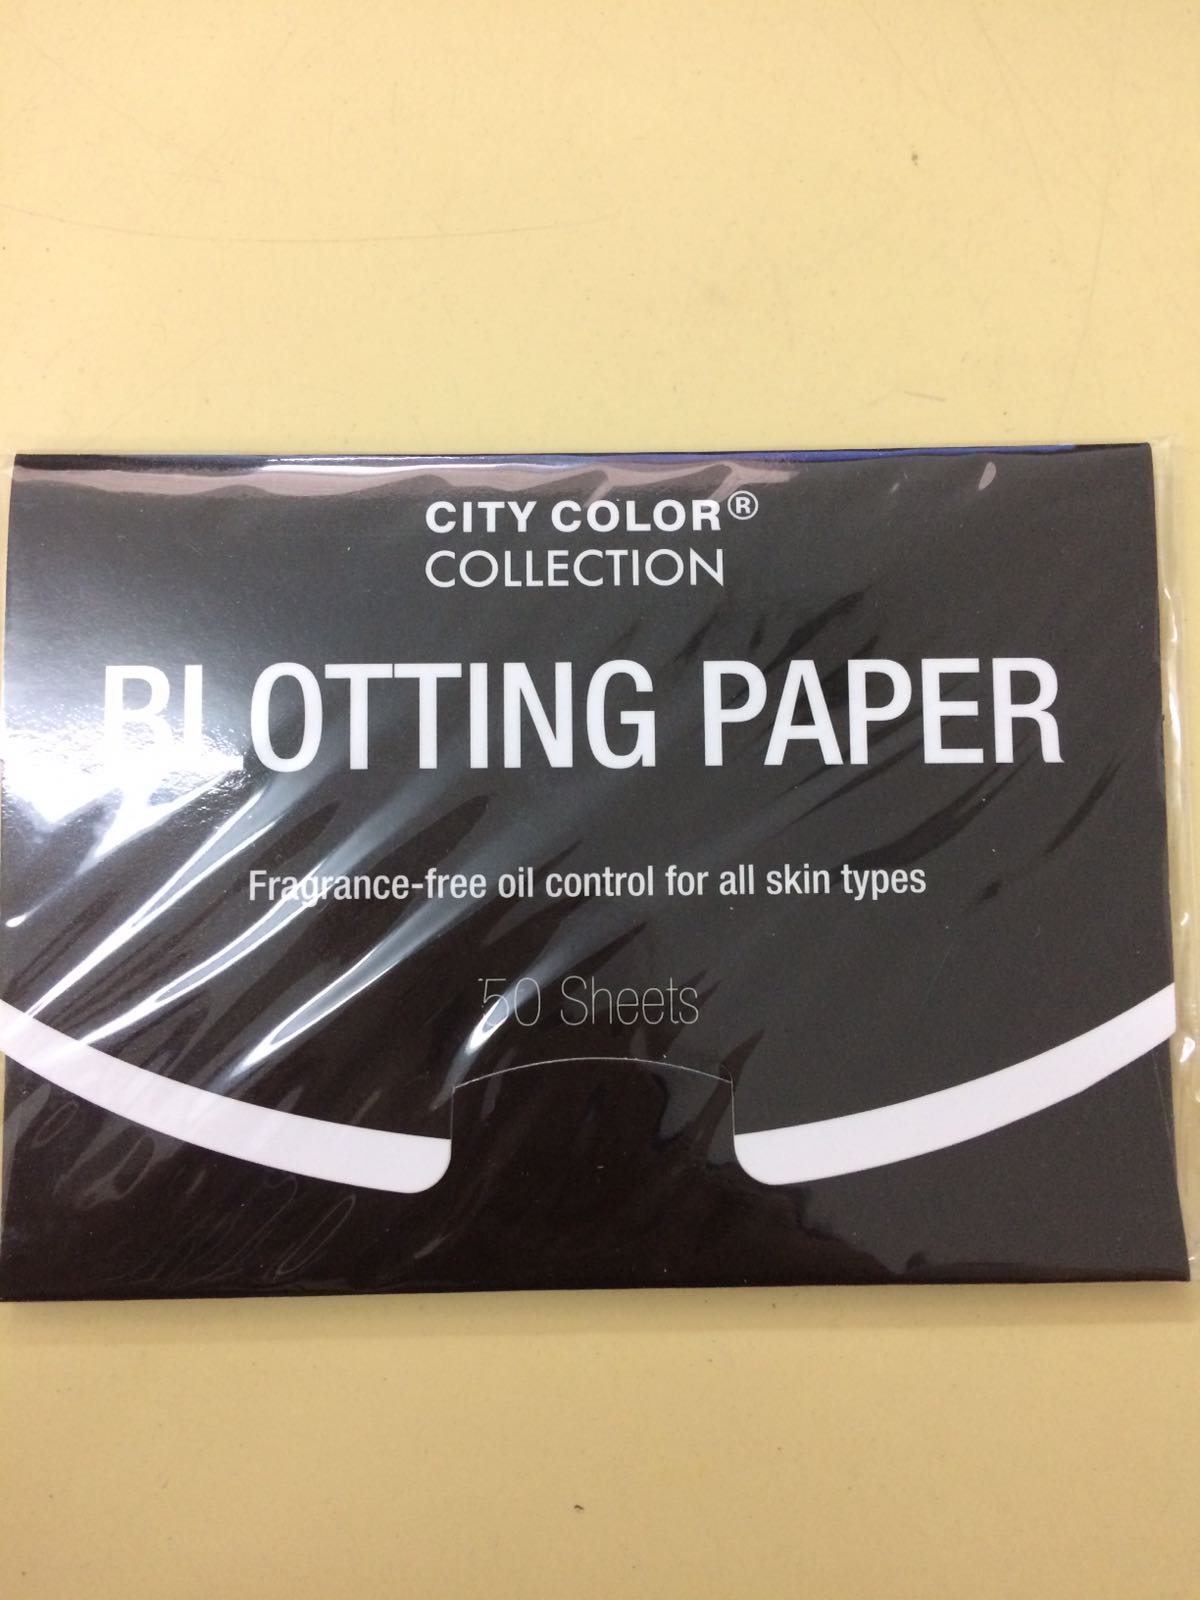 CITY COLOR®
COLLECTION
BLOTTING PAPER
Fragrance-free oil control for all skin types
50 Sheets